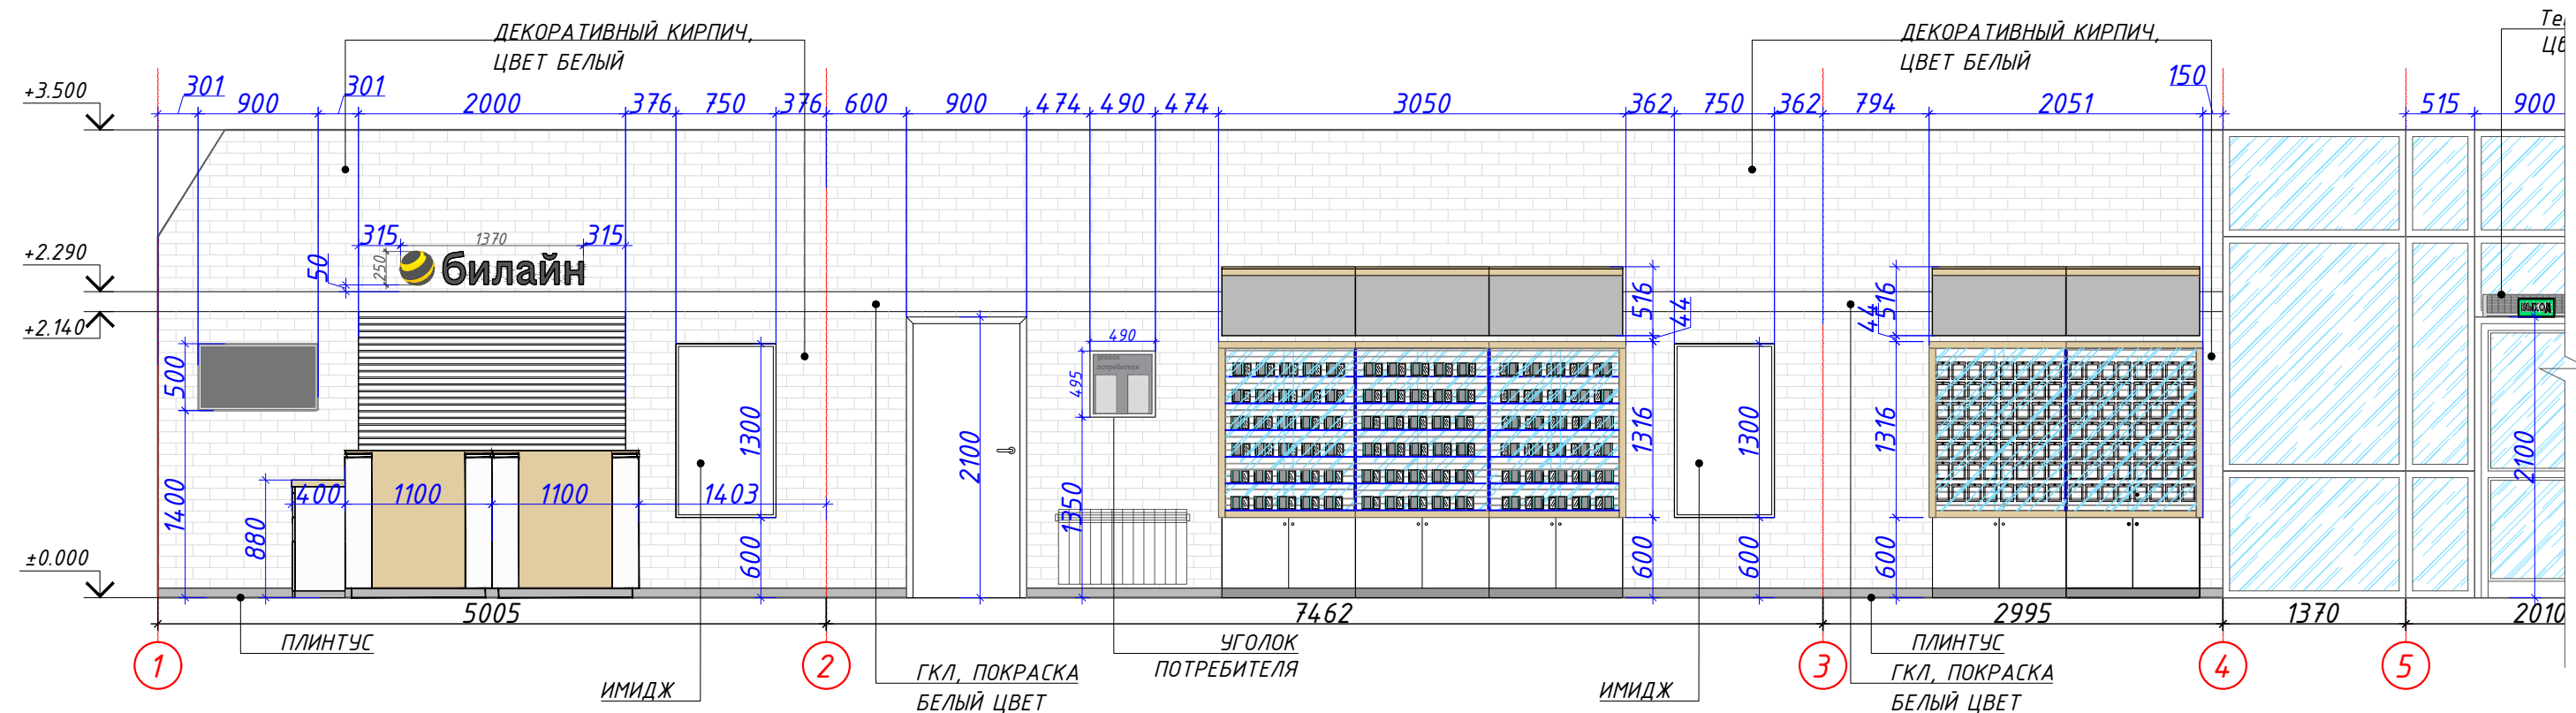 ДЕКОРАТИВНЫЙ КИРПИЧ,
ЦВЕТ БЕЛЫЙ
ДЕКОРАТИВНЫЙ КИРПИЧ,
ЦВЕТ БЕЛЫЙ
+3.500
301 900 301 2000 376 750 376 600 900 474 490 474 3050 362 750 362 794 2051 150 515 900
+2.290
315 1370 315
50 250
билайн
516 44
44 516
ВЫХОД
+2.140
500
490
уголок
потребителя
495
1300
2100
1316
1300
1316
2100
1400
400 1100 1100 1403
880
1350
600
600
600
600
±0.000
5005 7462 2995 1370 2010
ПЛИНТУС
УГОЛОК
ПОТРЕБИТЕЛЯ
ПЛИНТУС
1 2 3 4 5
ИМИДЖ
ГКЛ, ПОКРАСКА
БЕЛЫЙ ЦВЕТ
ИМИДЖ
ГКЛ, ПОКРАСКА
БЕЛЫЙ ЦВЕТ